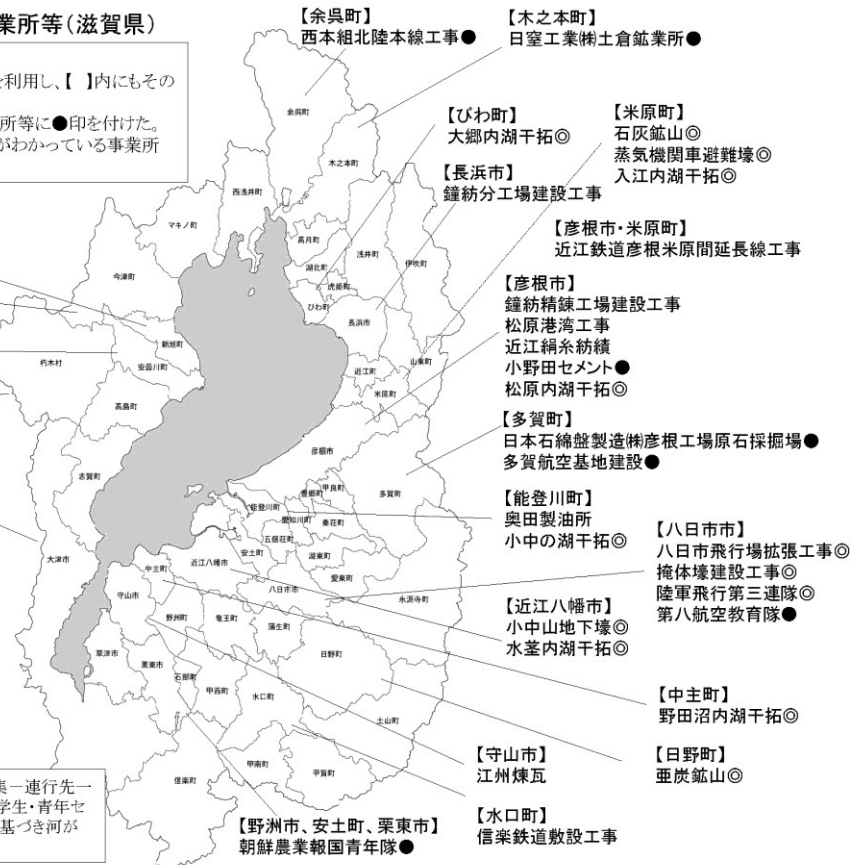 業所等(滋賀県)
を利用し、【 】内にもその
所等に●印を付けた。
がわかっている事業所
【余呉町】
西本組北陸本線工事●
【木之本町】
日窒工業㈱土倉鉱業所●
【びわ町】
大郷内湖干拓◎
【長浜市】
鐘紡分工場建設工事
【米原町】
石灰鉱山◎
蒸気機関車避難壕◎
入江内湖干拓◎
【彦根市・米原町】
近江鉄道彦根米原間延長線工事
【彦根市】
鐘紡精錬工場建設工事
松原港湾工事
近江絹糸紡績
小野田セメント●
松原内湖干拓◎
【多賀町】
日本石綿盤製造㈱彦根工場原石採掘場●
多賀航空基地建設●
【能登川町】
奥田製油所
小中の湖干拓◎
【八日市市】
八日市飛行場拡張工事◎
掩体壕建設工事◎
陸軍飛行第三連隊◎
第八航空教育隊●
【近江八幡市】
小中山地下壕◎
水茎内湖干拓◎
【中主町】
野田沼内湖干拓◎
【守山市】
江州煉瓦
【日野町】
亜炭鉱山◎
【水口町】
信楽鉄道敷設工事
【野洲市、安土町、栗東市】
朝鮮農業報国青年隊●
集－連行先一
学生・青年セ
基づき河が
余呉町
木之本町
西浅井町
マキノ町
高月町
浅井町
伊吹町
湖北町
虎姫町
びわ町
今津町
長浜市
新旭町
朽木村
安曇川町
近江町
山東町
米原町
高島町
彦根市
志賀町
多賀町
甲良町
豊郷町
能登川町
愛知川町
秦荘町
五個荘町
大津市
安土町
湖東町
中主町
近江八幡市
愛東町
八日市市
永源寺町
守山市
野洲町
竜王町
蒲生町
日野町
草津市
栗東市
石部町
甲西町
水口町
土山町
甲南町
甲賀町
信楽町